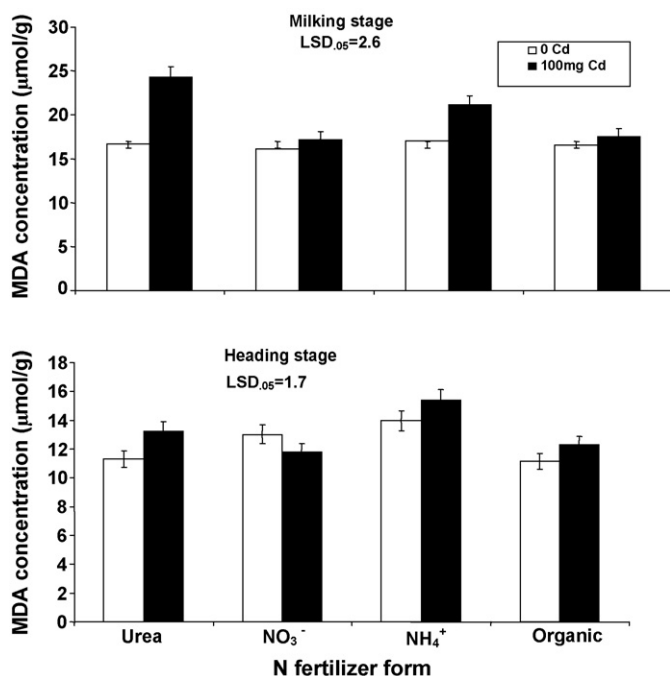 Milking stage
LSD.05=2.6
0 Cd
100mg Cd
MDA concentration (μmol/g)
30
25
20
15
10
5
0
Heading stage
LSD.05=1.7
MDA concentration (μmol/g)
18
16
14
12
10
8
6
4
2
0
Urea NO₃⁻ NH₄⁺ Organic
N fertilizer form